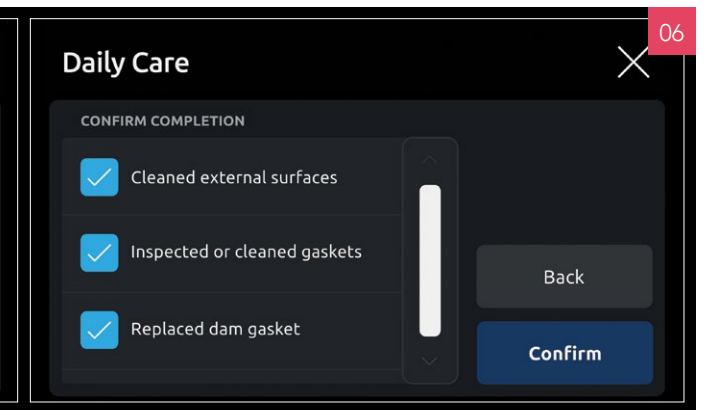 06
Daily Care
CONFIRM COMPLETION
Cleaned external surfaces
Inspected or cleaned gaskets
Replaced dam gasket
Back
Confirm